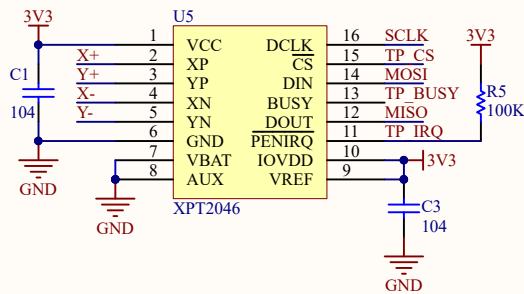 3V3
U5
1 VCC DCLK 16 SCLK
X+ 2 XP CS 15 TP_CS
3V3
Y+ 3 YP DIN 14 MOSI
C1
X- 4 XN BUSY 13 TP_BUSY
R5
104
Y- 5 YN DOUT 12 MISO
100K
6 GND PENIRQ 11 TP_IRQ
7 VBAT IOVDD 10 3V3
8 AUX VREF 9
GND
XPT2046
C3
104
GND
GND